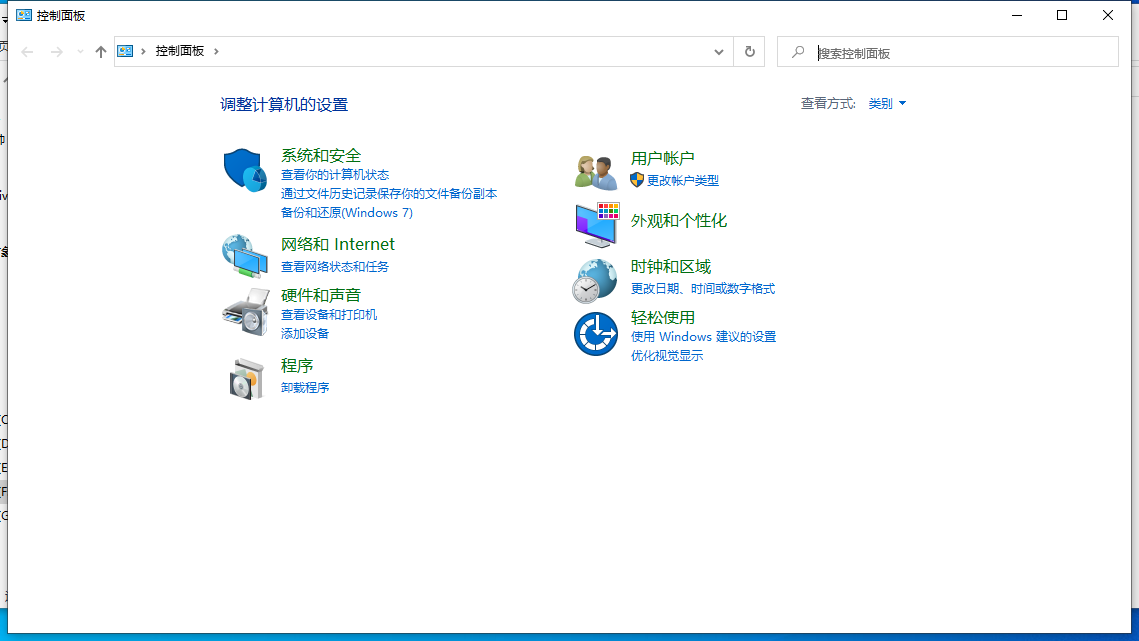 控制面板
控制面板
搜索控制面板
调整计算机的设置
查看方式: 类别
系统和安全
查看你的计算机状态
通过文件历史记录保存你的文件备份副本
备份和还原(Windows 7)
网络和 Internet
查看网络状态和任务
硬件和声音
查看设备和打印机
添加设备
程序
卸载程序
用户帐户
更改帐户类型
外观和个性化
时钟和区域
更改日期、时间或数字格式
轻松使用
使用 Windows 建议的设置
优化视觉显示